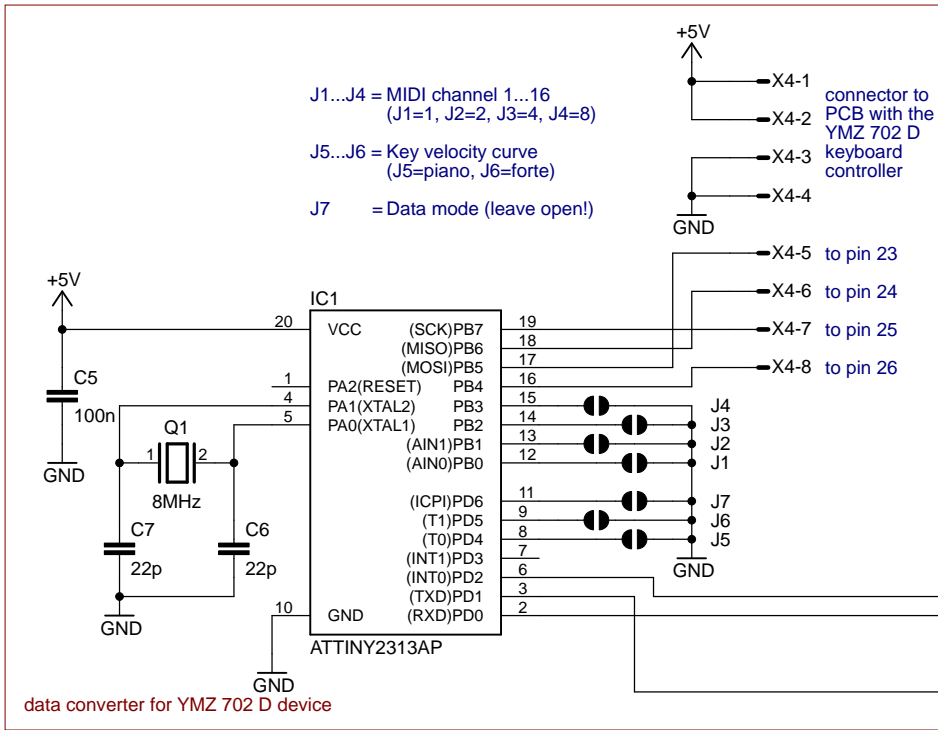 +5V
X4-1
J1...J4 = MIDI channel 1...16
(J1=1, J2=2, J3=4, J4=8)
J5...J6 = Key velocity curve
(J5=piano, J6=forte)
J7 = Data mode (leave open!)
X4-2
X4-3
X4-4
connector to
PCB with the
YMZ 702 D
keyboard
controller
GND
X4-5 to pin 23
X4-6 to pin 24
X4-7 to pin 25
X4-8 to pin 26
+5V
IC1
20 VCC (SCK)PB7 19
(MISO)PB6 18
(MOSI)PB5 17
1 PA2(RESET) PB4 16
4 PA1(XTAL2) PB3 15 J4
5 PA0(XTAL1) PB2 14 J3
(AIN1)PB1 13 J2
(AIN0)PB0 12 J1
(ICPI)PD6 11 J7
(T1)PD5 9 J6
(T0)PD4 8 J5
(INT1)PD3 7
(INT0)PD2 6
(TXD)PD1 3
10 GND (RXD)PD0 2
ATTINY2313AP
GND
C5
100n
GND
Q1
1 2
8MHz
C7
22p
C6
22p
GND
GND
data converter for YMZ 702 D device